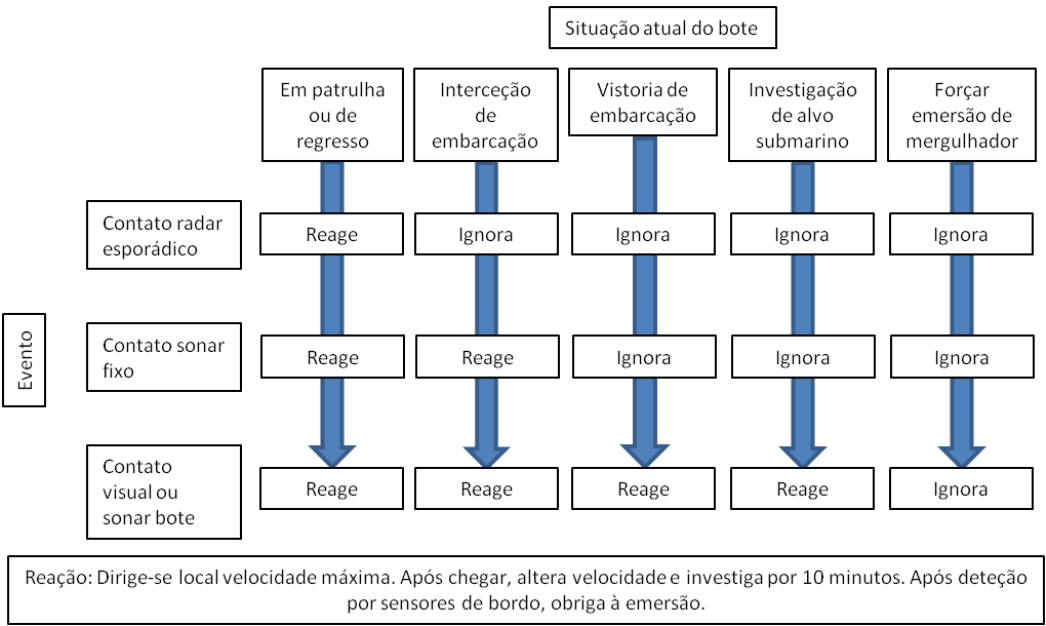 Situação atual do bote
Em patrulha
ou de
regresso
Interceção
de
embarcação
Vistoria de
embarcação
Investigação
de alvo
submarino
Forçar
emersão de
mergulhador
Contato radar
esporádico
Reage
Ignora
Ignora
Ignora
Ignora
Evento
Contato sonar
fixo
Reage
Reage
Ignora
Ignora
Ignora
Contato
visual ou
sonar bote
Reage
Reage
Reage
Reage
Ignora
Reação: Dirige-se local velocidade máxima. Após chegar, altera velocidade e investiga por 10 minutos. Após deteção
por sensores de bordo, obriga à emersão.